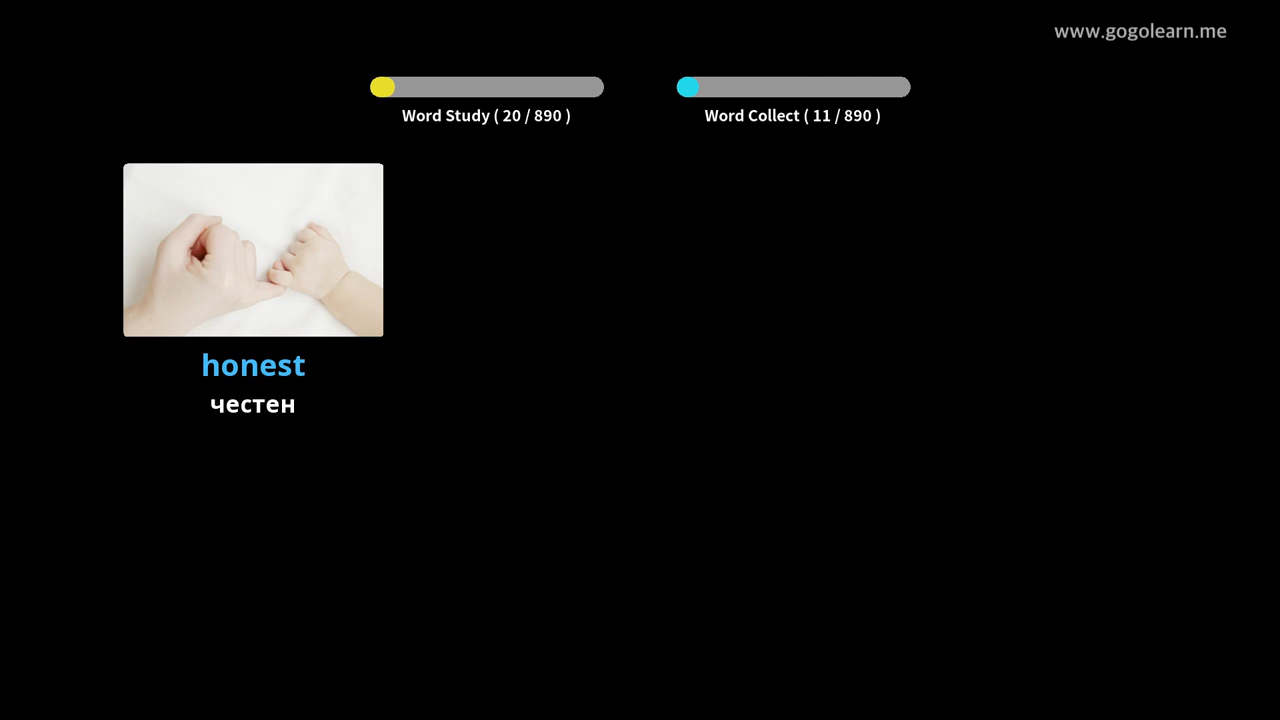 www.gogolearn.me
Word Study ( 20 / 890 )
Word Collect ( 11 / 890 )
honest
честен